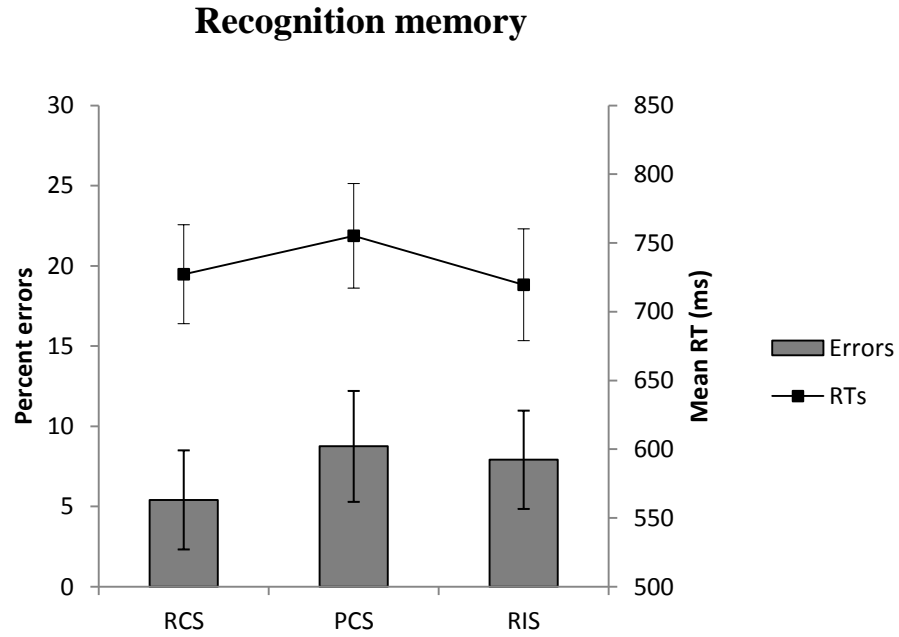 Recognition memory
30
25
20
15
10
5
0
Percent errors
850
800
750
700
650
600
550
500
Mean RT (ms)
RCS
PCS
RIS
Errors
RTs